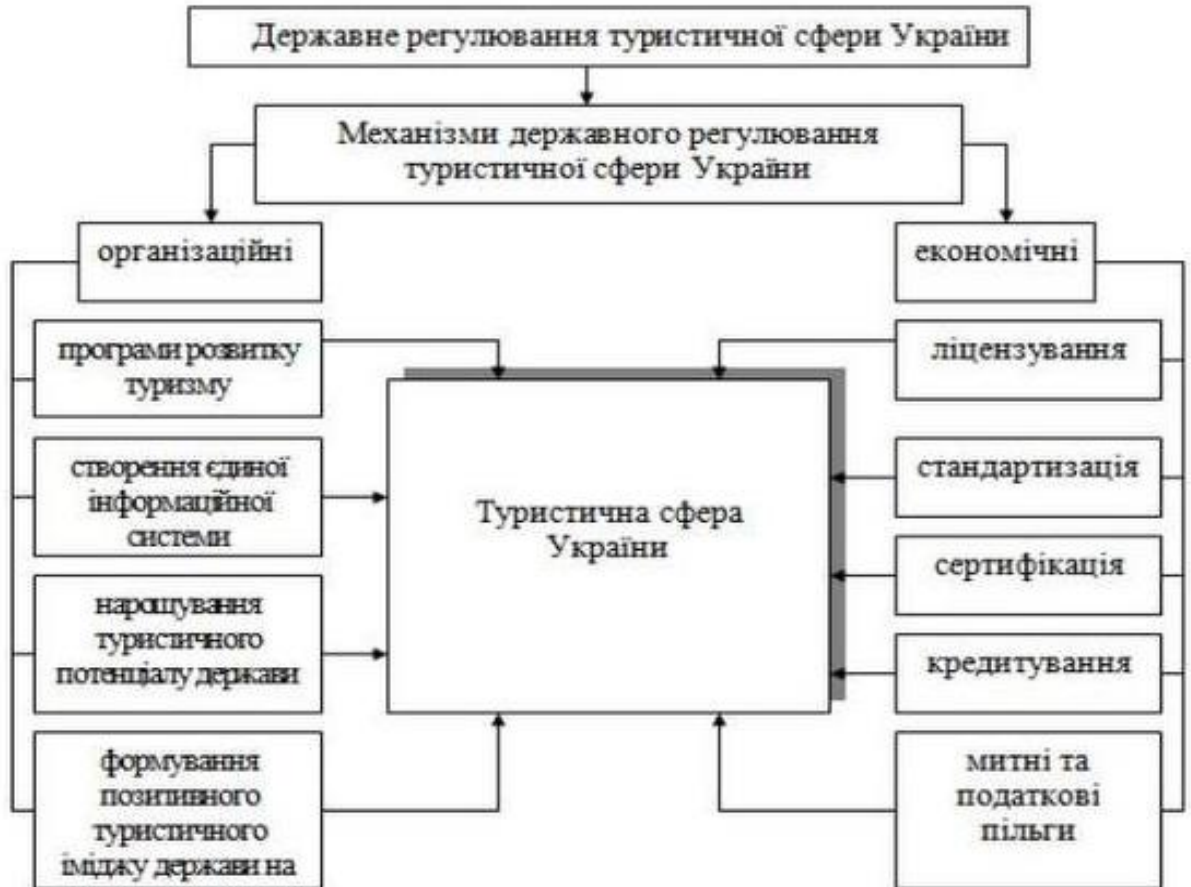 Державне регулювання туристичної сфери України
Механізми державного регулювання
туристичної сфери України
організаційні
економічні
програми розвитку
туризму
створення єдиної
інформаційної
системи
нарощування
туристичного
потенціалу держави
формування
позитивного
туристичного
іміджу держави на
Туристична сфера
України
ліцензування
стандартизація
сертифікація
кредитування
митні та
податкові
пільги